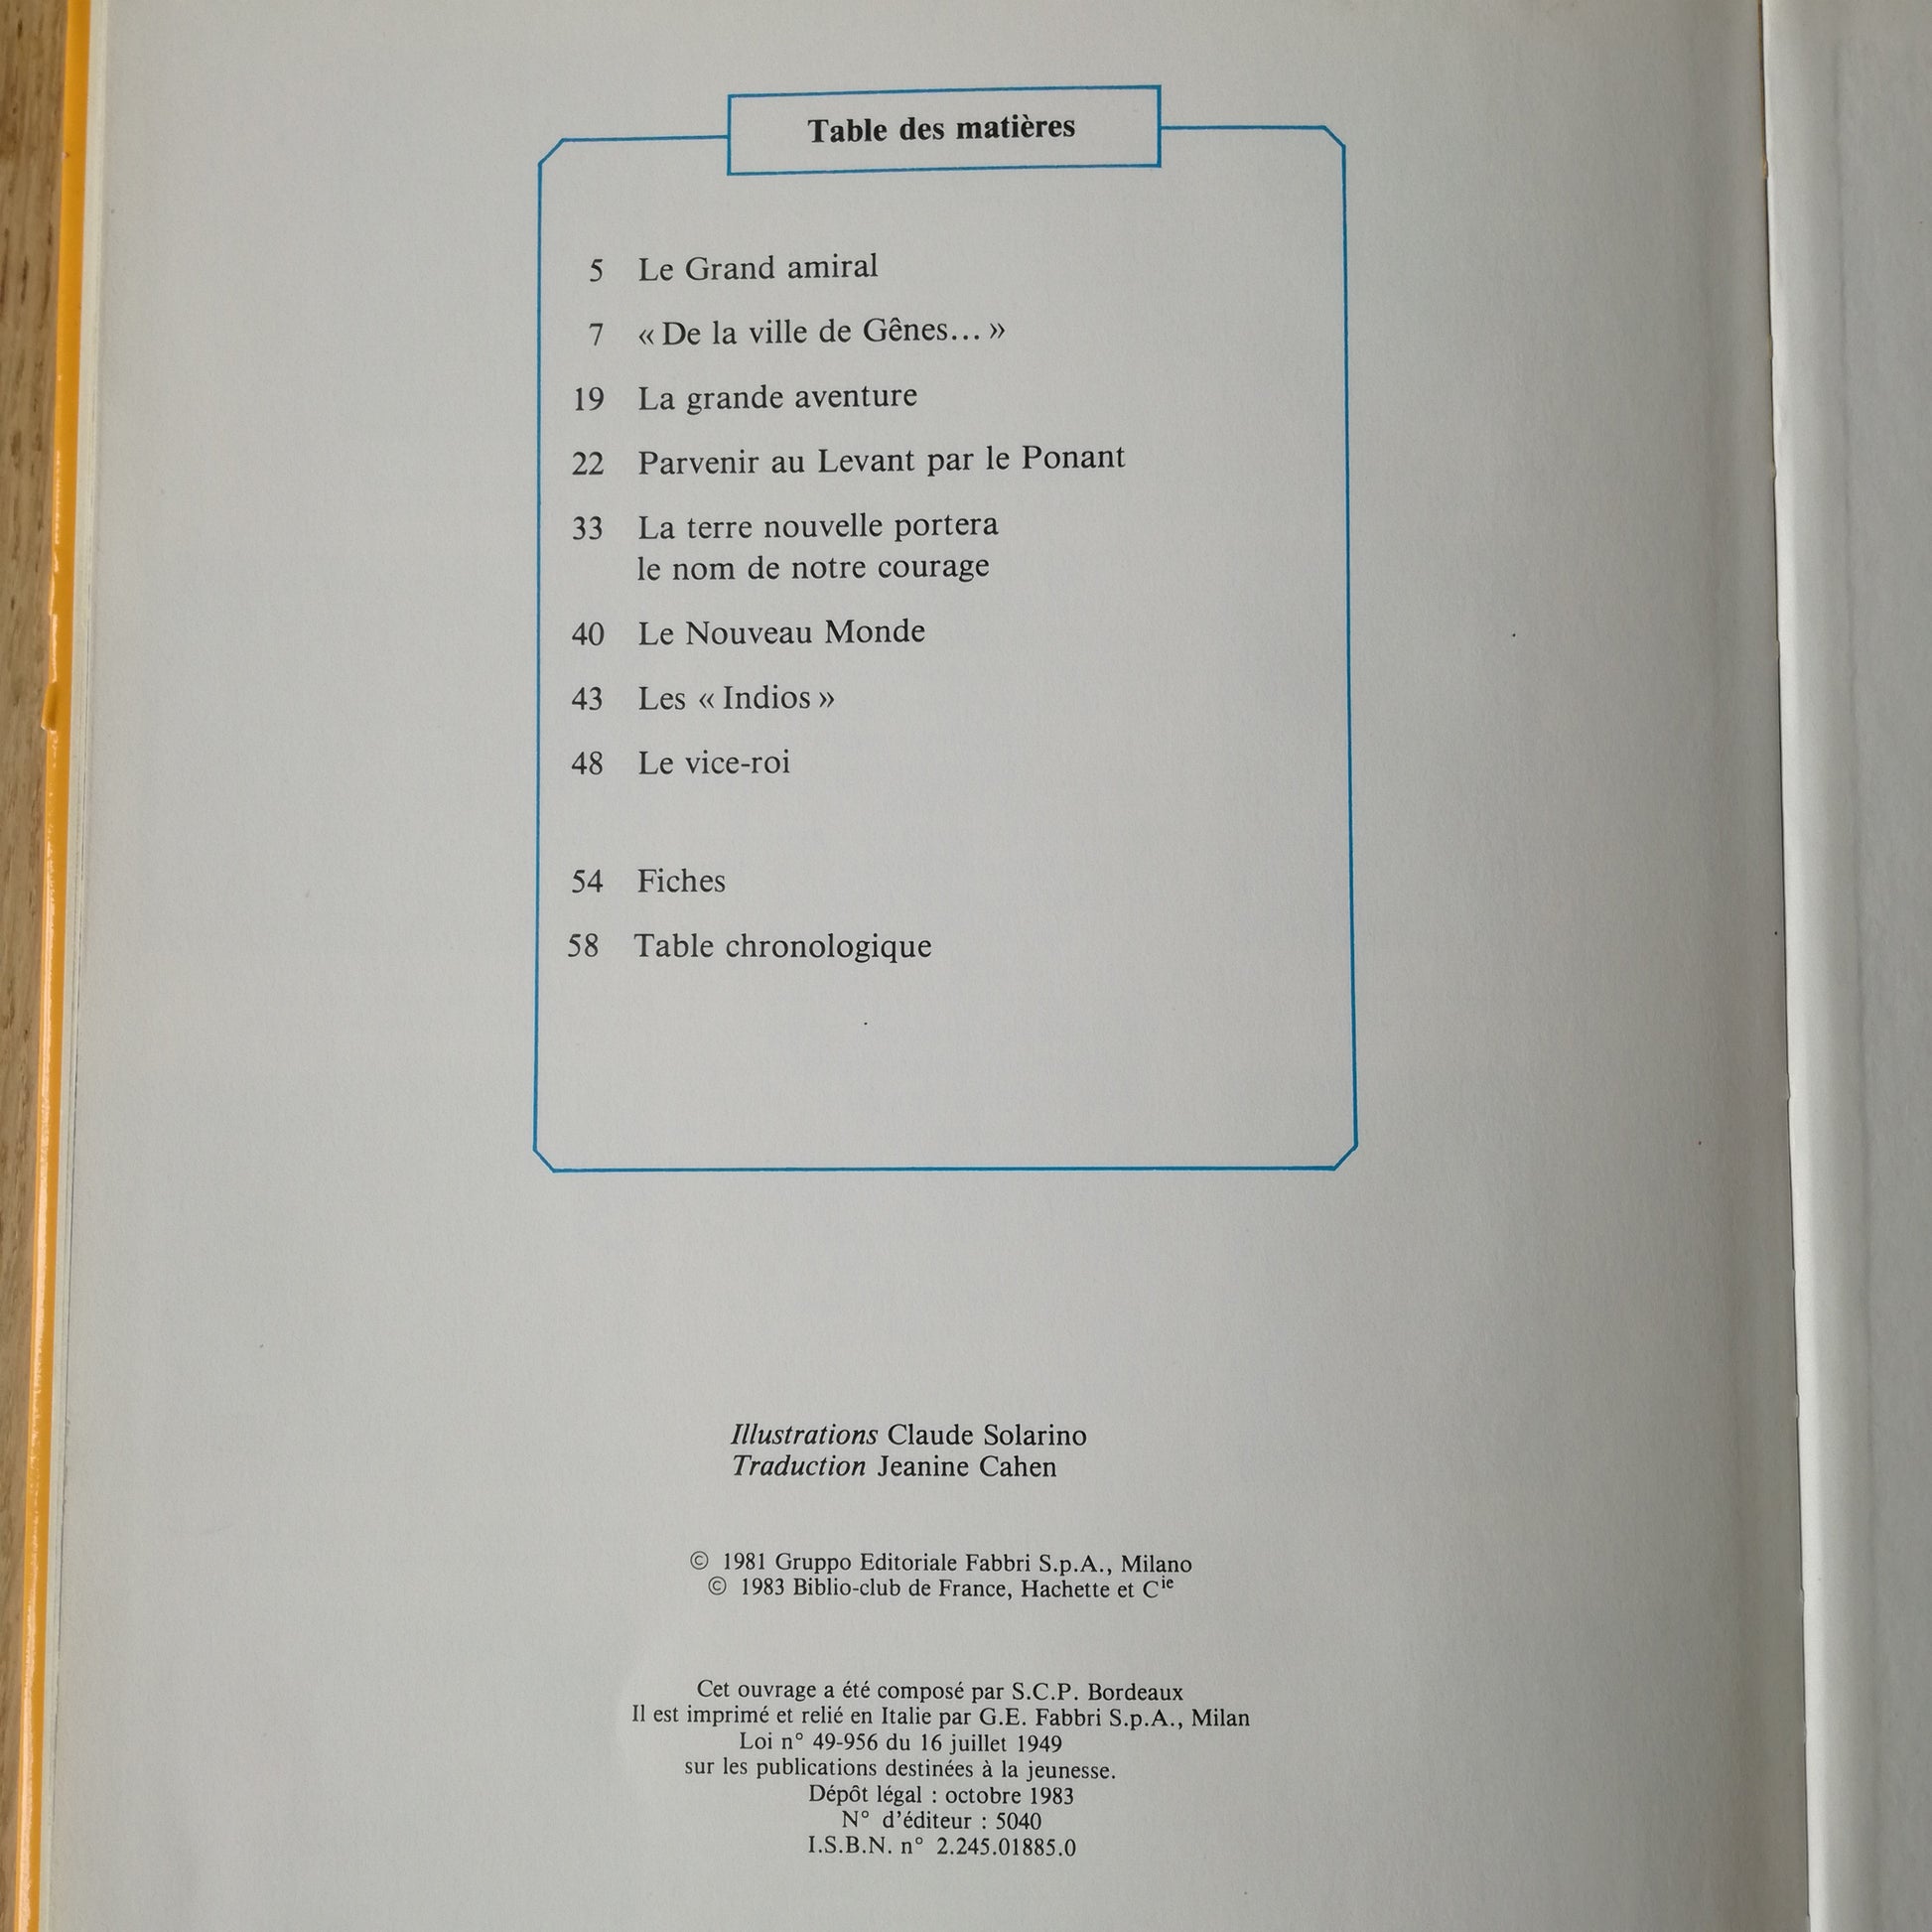 Table des matières
5 Le Grand amiral
7 « De la ville de Gênes... »
19 La grande aventure
22 Parvenir au Levant par le Ponant
33 La terre nouvelle portera
le nom de notre courage
40 Le Nouveau Monde
43 Les « Indios »
48 Le vice-roi
54 Fiches
58 Table chronologique
Illustrations Claude Solarino
Traduction Jeanine Cahen
© 1981 Gruppo Editoriale Fabbri S.p.A., Milano
© 1983 Biblio-club de France, Hachette et Cie
Cet ouvrage a été composé par S.C.P. Bordeaux
Il est imprimé et relié en Italie par G.E. Fabbri S.p.A., Milan
Loi n° 49-956 du 16 juillet 1949
sur les publications destinées à la jeunesse.
Dépôt légal : octobre 1983
N° d'éditeur : 5040
I.S.B.N. n° 2.245.01885.0